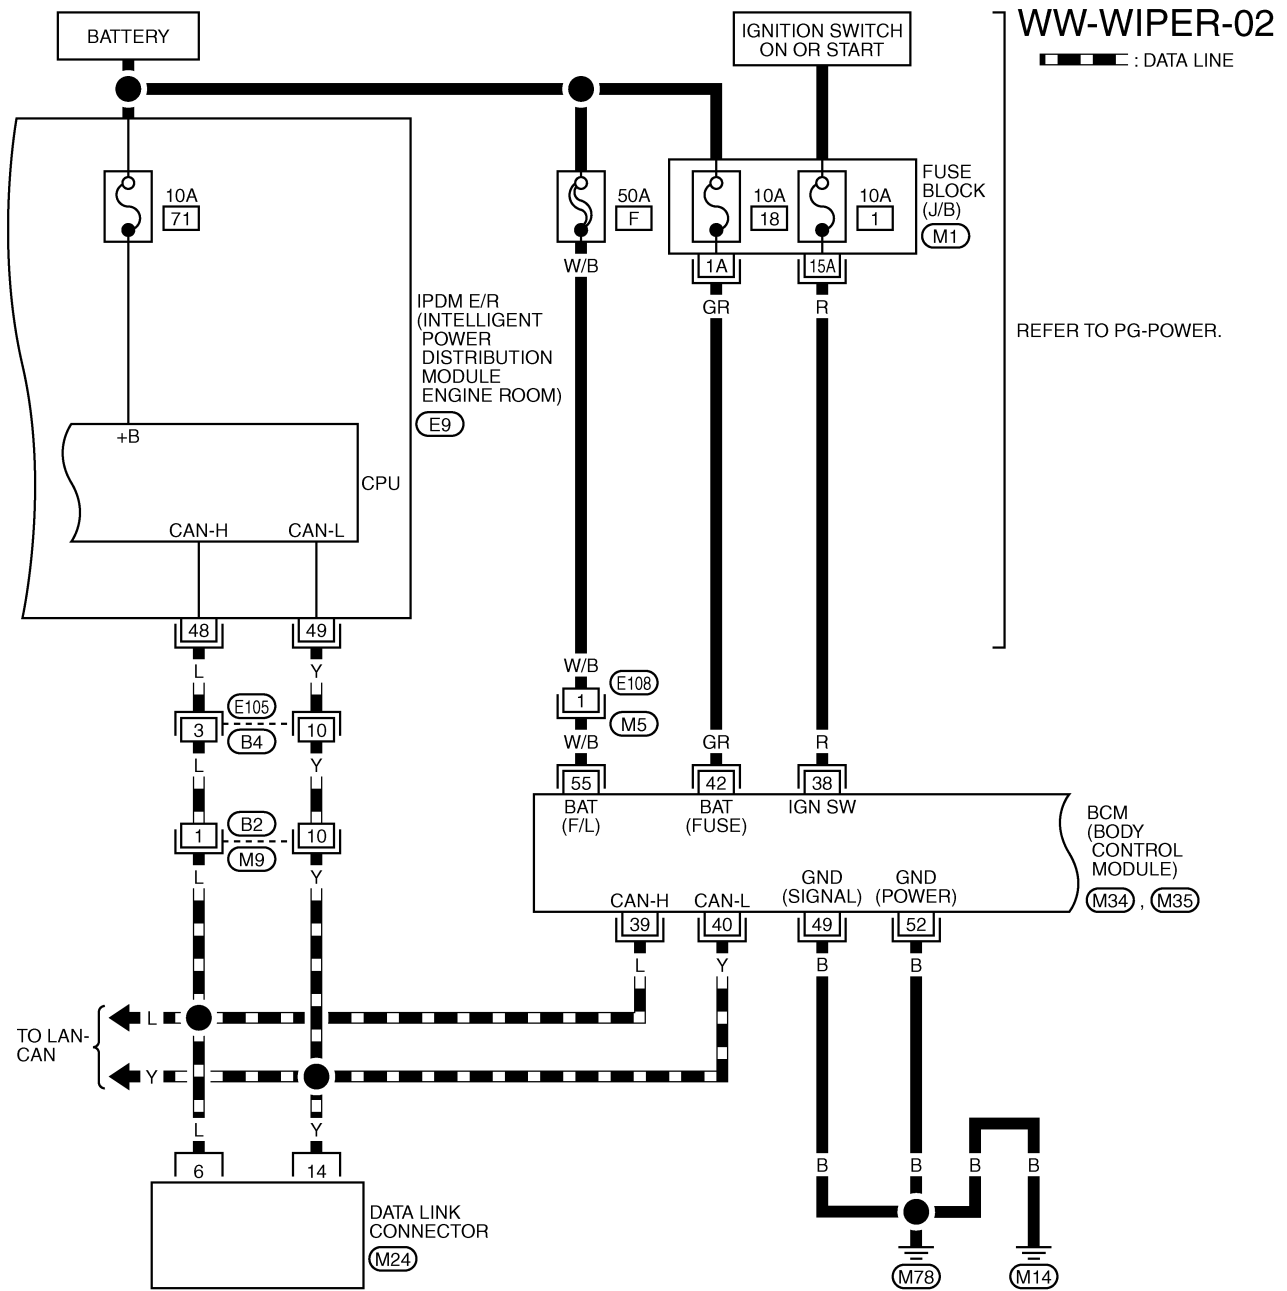 WW-WIPER-02
: DATA LINE
BATTERY
IGNITION SWITCH
ON OR START
10A
71
50A
F
10A
18
10A
1
FUSE
BLOCK
(J/B)
M1
W/B
1A
15A
GR
R
IPDM E/R
(INTELLIGENT
POWER
DISTRIBUTION
MODULE
ENGINE ROOM)
E9
REFER TO PG-POWER.
+B
CPU
CAN-H
CAN-L
48
49
L
Y
W/B
E105
E108
3
10
1
B4
M5
L
Y
W/B
GR
R
55
42
38
BAT
(F/L)
BAT
(FUSE)
IGN SW
B2
1
10
M9
BCM
(BODY
CONTROL
MODULE)
M34 , M35
L
Y
GND
(SIGNAL)
GND
(POWER)
CAN-H
CAN-L
39
40
49
52
L
Y
B
B
TO LAN-
CAN
L
Y
L
Y
B
B
B
B
6
14
DATA LINK
CONNECTOR
M24
M78
M14